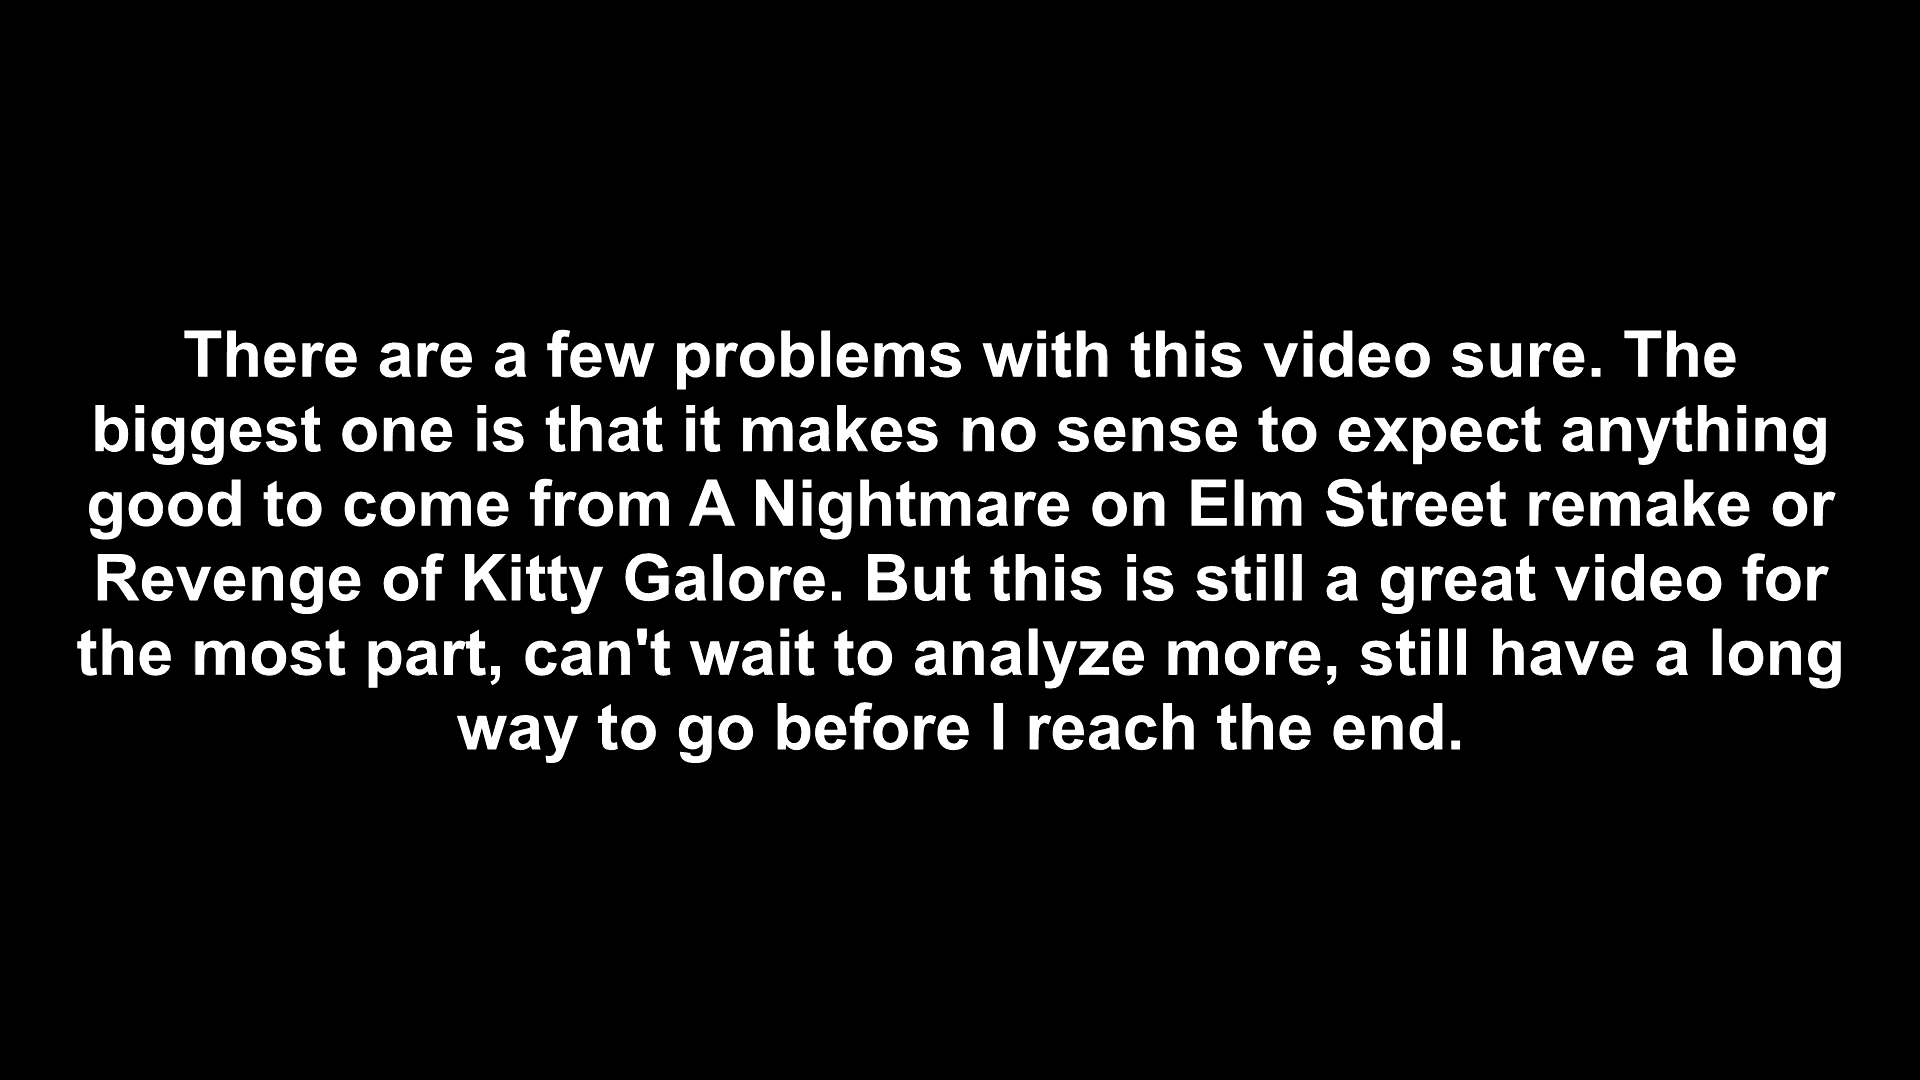 There are a few problems with this video sure. The
biggest one is that it makes no sense to expect anything
good to come from A Nightmare on Elm Street remake or
Revenge of Kitty Galore. But this is still a great video for
the most part, can't wait to analyze more, still have a long
way to go before I reach the end.